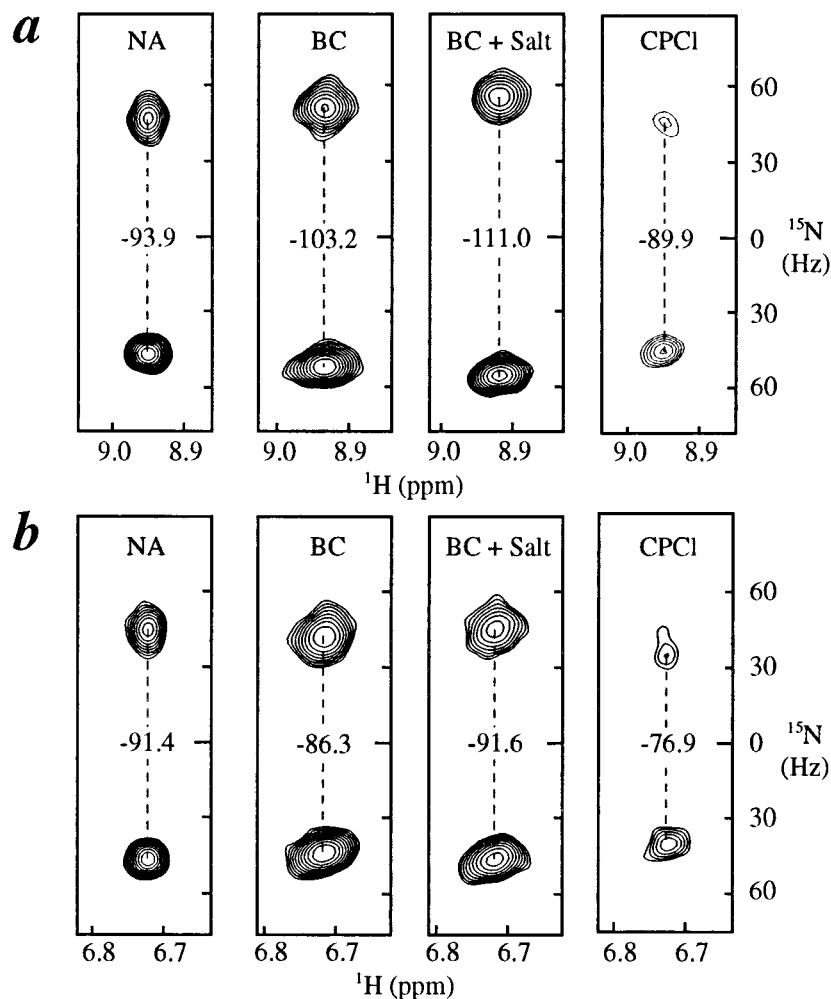 a
NA
BC
BC + Salt
CPCl
-93.9
-103.2
-111.0
-89.9
60
30
0
30
60
15N
(Hz)
9.0 8.9
9.0 8.9
9.0 8.9
9.0 8.9
1H (ppm)
b
NA
BC
BC + Salt
CPCl
-91.4
-86.3
-91.6
-76.9
60
30
0
30
60
15N
(Hz)
6.8 6.7
6.8 6.7
6.8 6.7
6.8 6.7
1H (ppm)